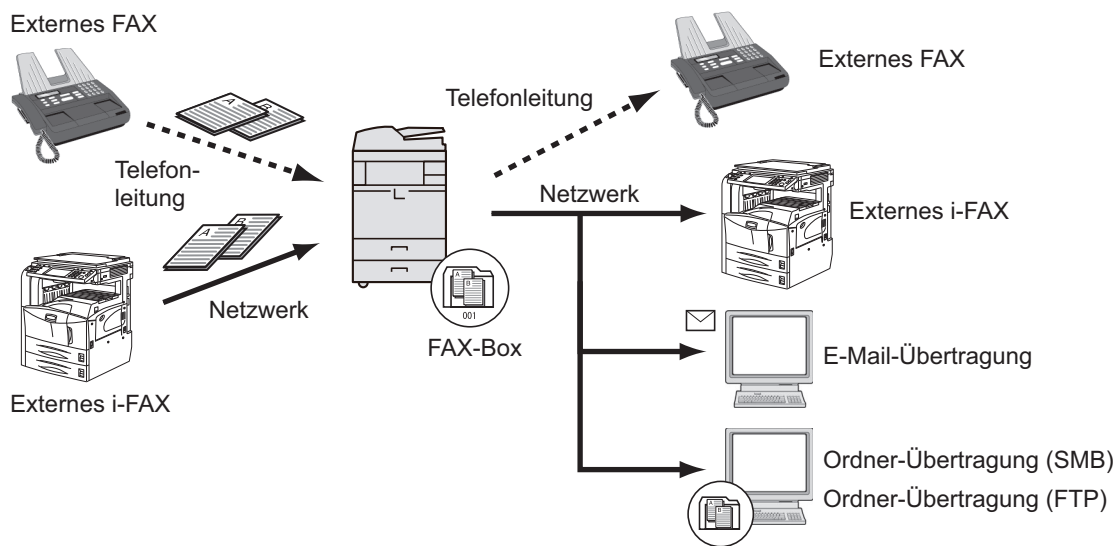 Externes FAX
A
B
Telefon-
leitung
A
B
Netzwerk
Externes i-FAX
A
B
001
FAX-Box
Telefonleitung
Externes FAX
Netzwerk
Externes i-FAX
E-Mail-Übertragung
Ordner-Übertragung (SMB)
Ordner-Übertragung (FTP)
A
B